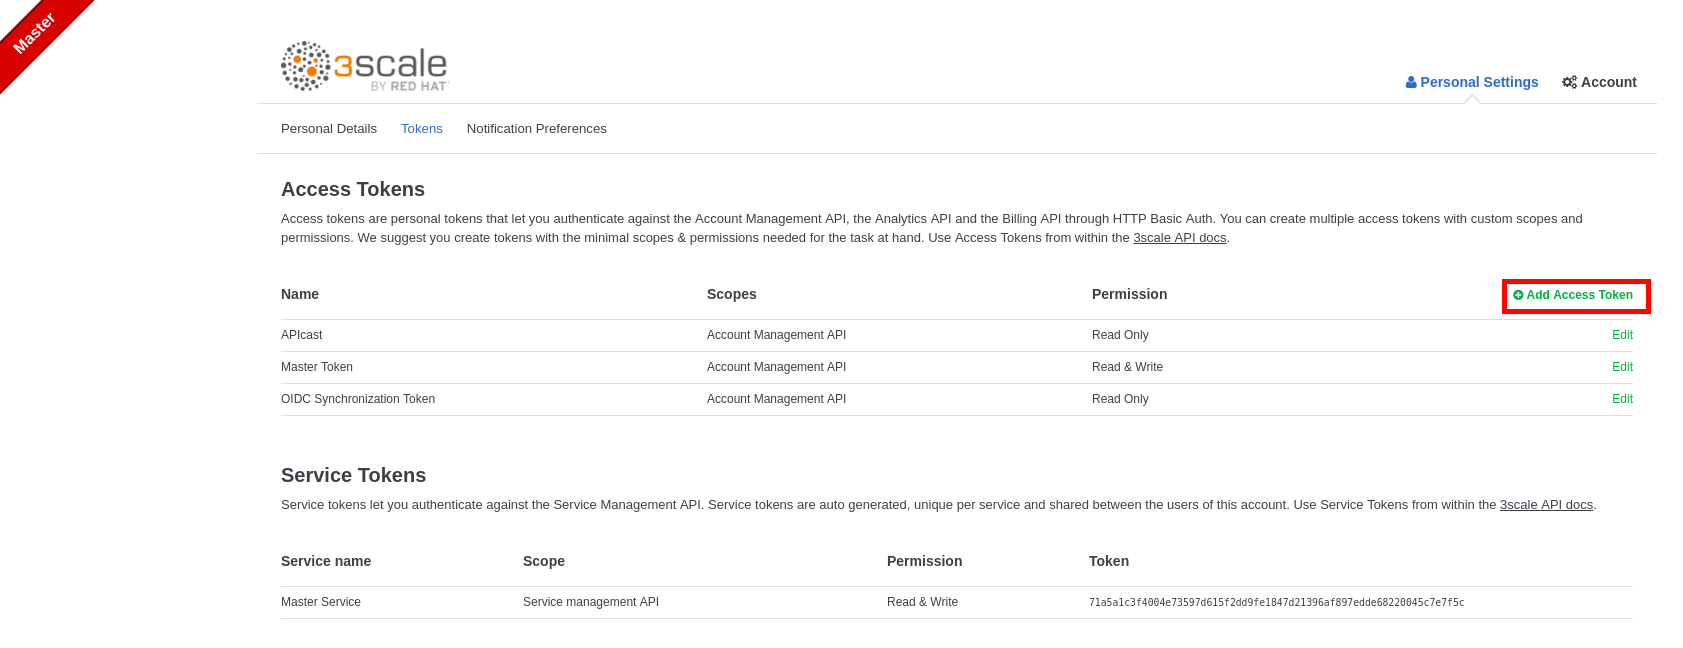 Master
3scale
BY RED HAT
Personal Settings Account
Personal Details Tokens Notification Preferences
Access Tokens
Access tokens are personal tokens that let you authenticate against the Account Management API, the Analytics API and the Billing API through HTTP Basic Auth. You can create multiple access tokens with custom scopes and
permissions. We suggest you create tokens with the minimal scopes & permissions needed for the task at hand. Use Access Tokens from within the 3scale API docs.
Name Scopes Permission Add Access Token
APIcast Account Management API Read Only Edit
Master Token Account Management API Read & Write Edit
OIDC Synchronization Token Account Management API Read Only Edit
Service Tokens
Service tokens let you authenticate against the Service Management API. Service tokens are auto generated, unique per service and shared between the users of this account. Use Service Tokens from within the 3scale API docs.
Service name Scope Permission Token
Master Service Service management API Read & Write 71a5a1c3f4004e73597d615f2dd9fe1847d21396af897edde68220045c7e7f5c